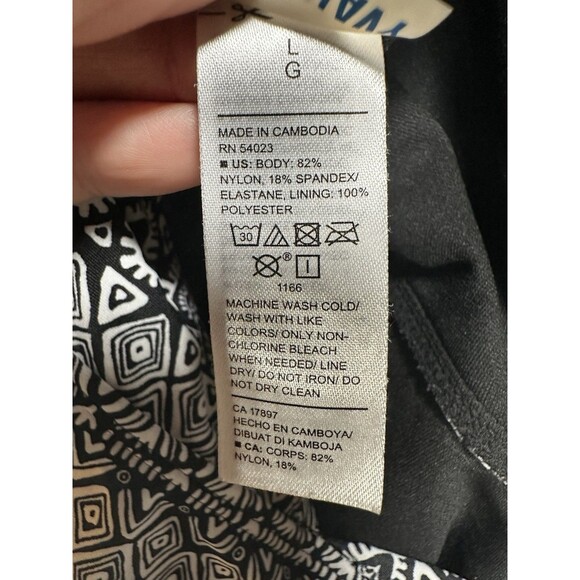 L
G
MADE IN CAMBODIA
RN 54023
■ US: BODY: 82%
NYLON, 18% SPANDEX/
ELASTANE, LINING: 100%
POLYESTER
30
®
1166
MACHINE WASH COLD/
WASH WITH LIKE
COLORS/ ONLY NON-
CHLORINE BLEACH
WHEN NEEDED/ LINE
DRY/ DO NOT IRON/ DO
NOT DRY CLEAN
CA 17897
HECHO EN CAMBOYA/
DIBUAT DI KAMBOJA
■ CA: CORPS: 82%
NYLON, 18%